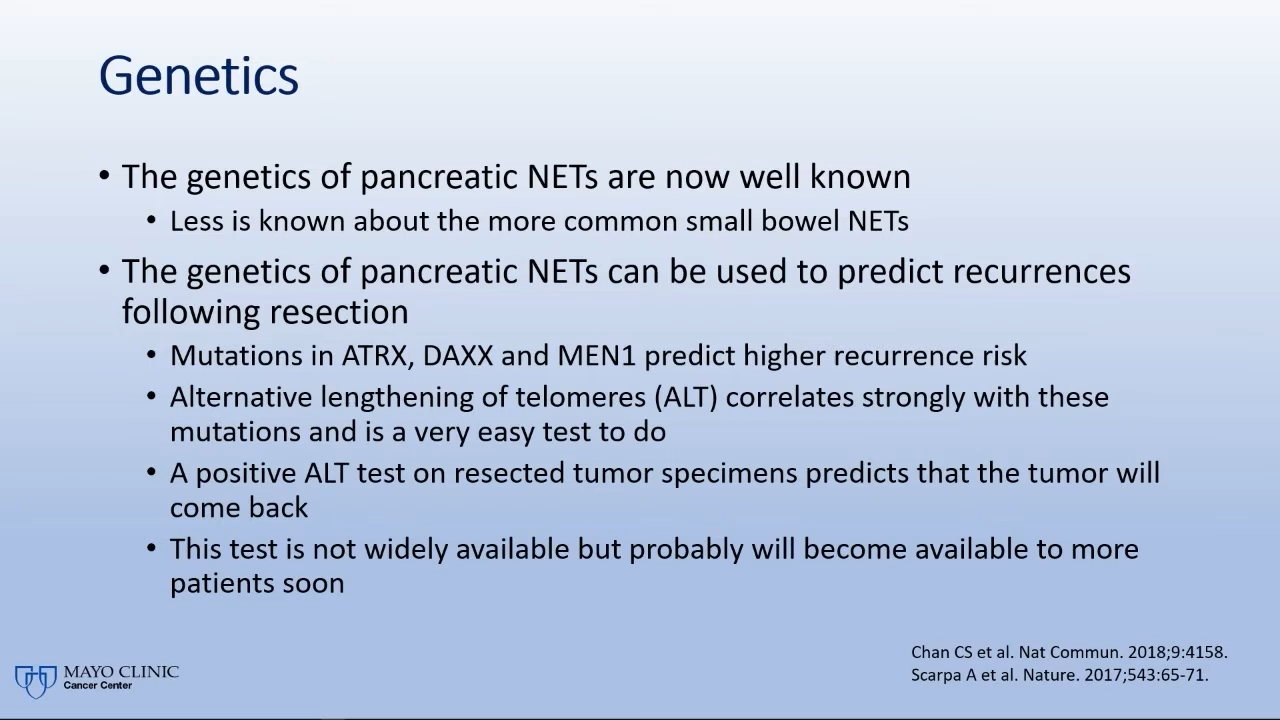 Genetics
• The genetics of pancreatic NETs are now well known
• Less is known about the more common small bowel NETs
• The genetics of pancreatic NETs can be used to predict recurrences
following resection
• Mutations in ATRX, DAXX and MEN1 predict higher recurrence risk
• Alternative lengthening of telomeres (ALT) correlates strongly with these
mutations and is a very easy test to do
• A positive ALT test on resected tumor specimens predicts that the tumor will
come back
• This test is not widely available but probably will become available to more
patients soon
Chan CS et al. Nat Commun. 2018;9:4158.
Scarpa A et al. Nature. 2017;543:65-71.
MAYO CLINIC
Cancer Center